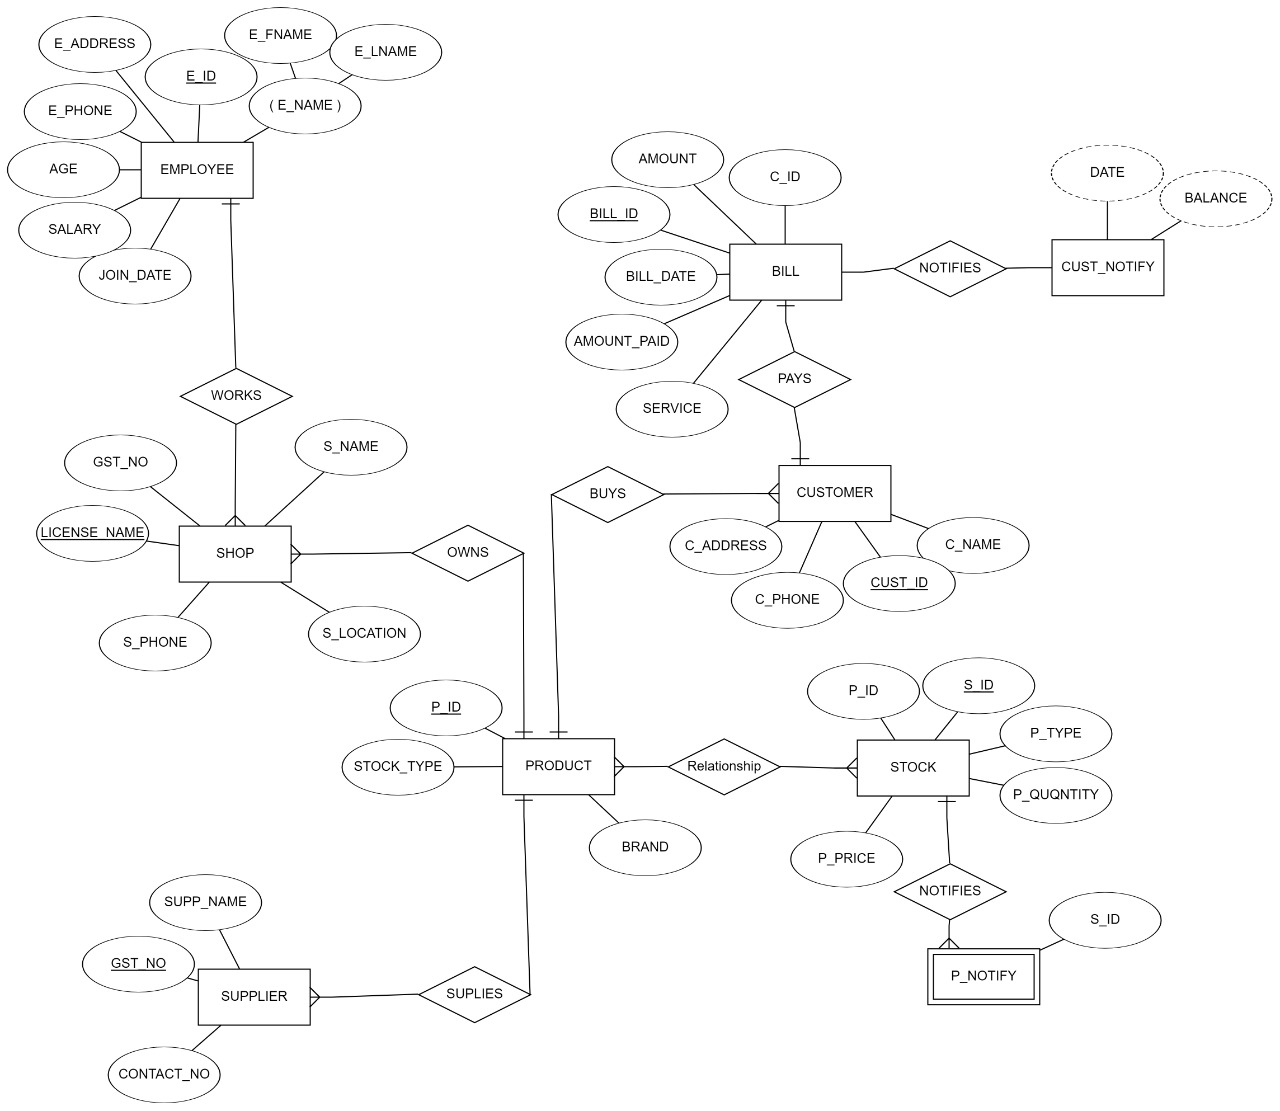 E_ADDRESS
E_FNAME
E_LNAME
E_ID
( E_NAME )
E_PHONE
AGE
EMPLOYEE
SALARY
JOIN_DATE
WORKS
GST_NO
S_NAME
LICENSE_NAME
SHOP
S_PHONE
S_LOCATION
OWNS
AMOUNT
C_ID
BILL_ID
BILL_DATE
BILL
AMOUNT_PAID
SERVICE
NOTIFIES
DATE
BALANCE
CUST_NOTIFY
PAYS
BUYS
CUSTOMER
C_ADDRESS
C_NAME
C_PHONE
CUST_ID
P_ID
STOCK_TYPE
PRODUCT
BRAND
Relationship
P_ID
S_ID
P_TYPE
STOCK
P_QUQNTITY
P_PRICE
NOTIFIES
S_ID
P_NOTIFY
SUPP_NAME
GST_NO
SUPPLIER
SUPLIES
CONTACT_NO